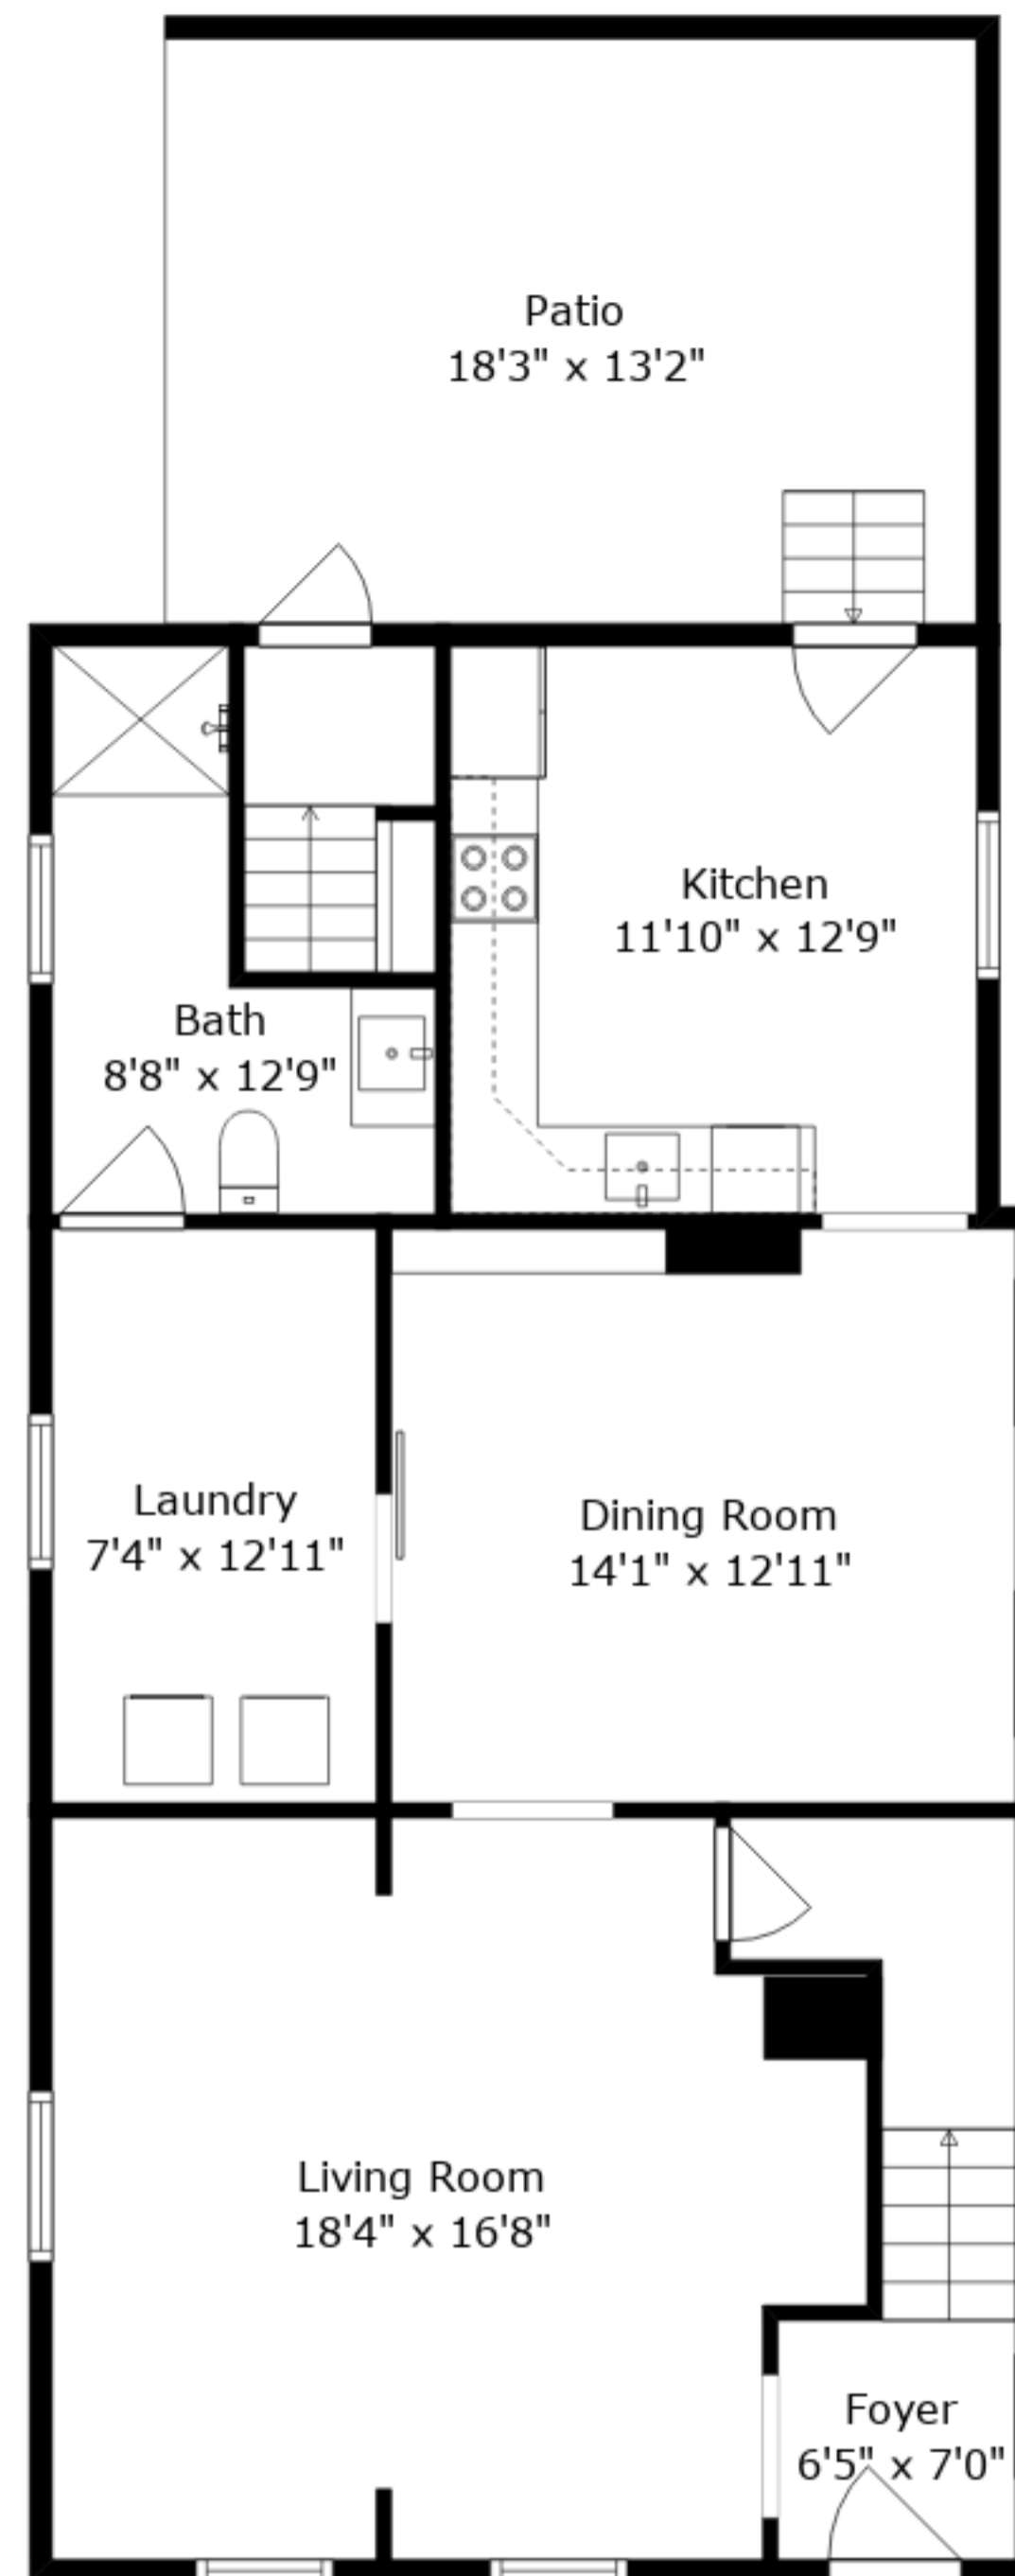 Patio
18'3" x 13'2"
Kitchen
11'10" x 12'9"
Bath
8'8" x 12'9"
Laundry
7'4" x 12'11"
Dining Room
14'1" x 12'11"
Living Room
18'4" x 16'8"
Foyer
6'5" x 7'0"